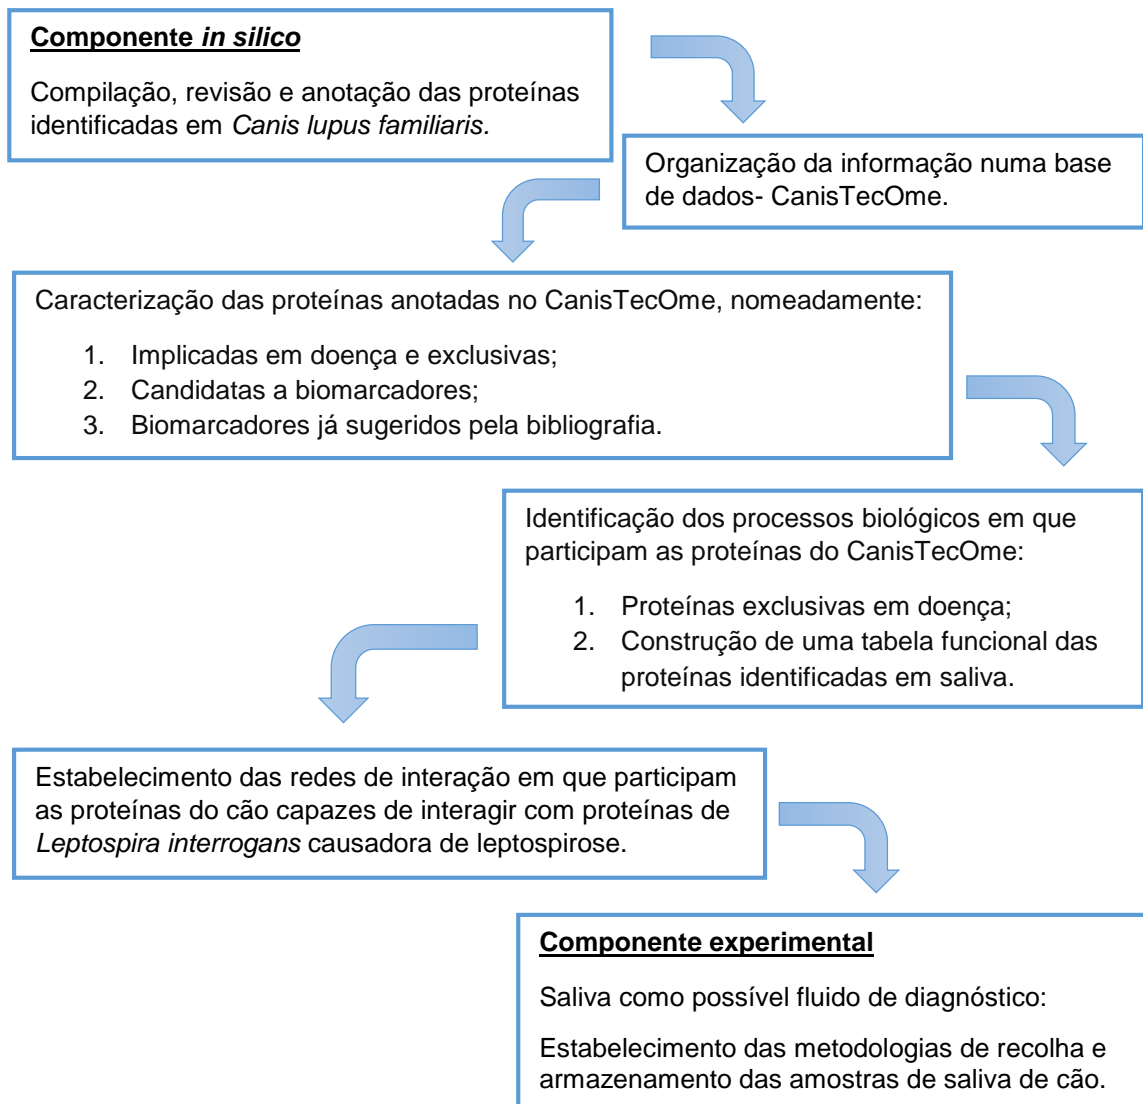 Componente in silico
Compilação, revisão e anotação das proteínas
identificadas em Canis lupus familiaris.
Organização da informação numa base
de dados- CanisTecOme.
Caracterização das proteínas anotadas no CanisTecOme, nomeadamente:
1. Implicadas em doença e exclusivas;
2. Candidatas a biomarcadores;
3. Biomarcadores já sugeridos pela bibliografia.
Identificação dos processos biológicos em que
participam as proteínas do CanisTecOme:
1. Proteínas exclusivas em doença;
2. Construção de uma tabela funcional das
proteínas identificadas em saliva.
Estabelecimento das redes de interação em que participam
as proteínas do cão capazes de interagir com proteínas de
Leptospira interrogans causadora de leptospirose.
Componente experimental
Saliva como possível fluido de diagnóstico:
Estabelecimento das metodologias de recolha e
armazenamento das amostras de saliva de cão.